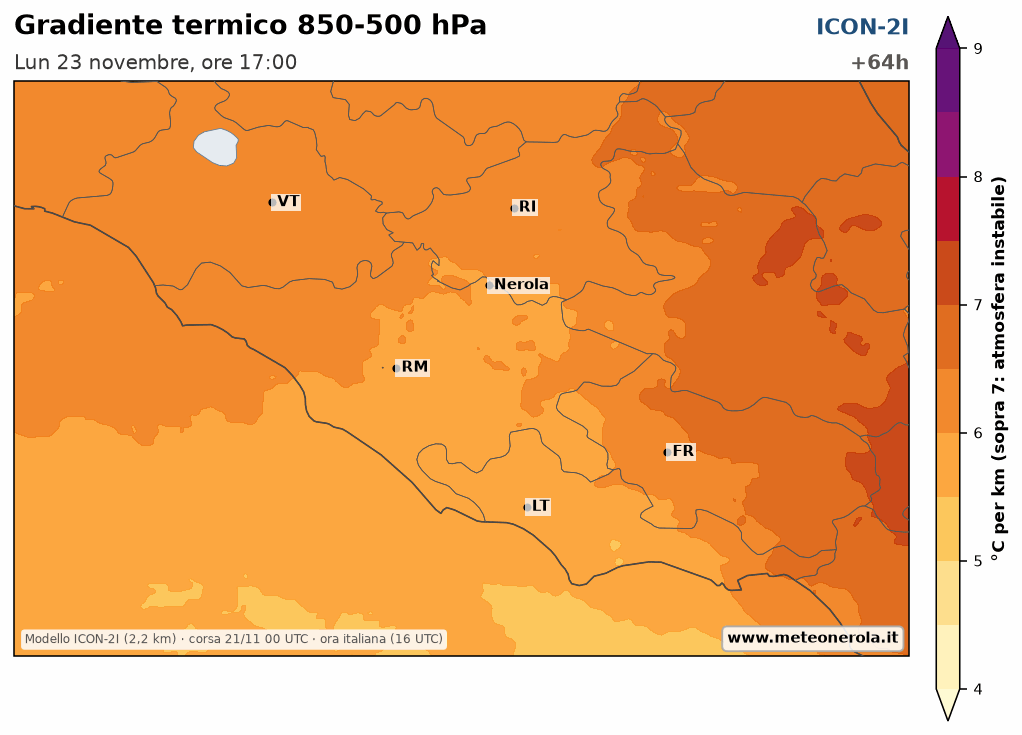 Gradiente termico 850-500 hPa
ICON-2I
Lun 23 novembre, ore 17:00
+64h
VT
RI
Nerola
RM
FR
LT
Modello ICON-2I (2,2 km) · corsa 21/11 00 UTC · ora italiana (16 UTC)
www.meteonerola.it
9
8
7
6
5
4
°C per km (sopra 7: atmosfera instabile)